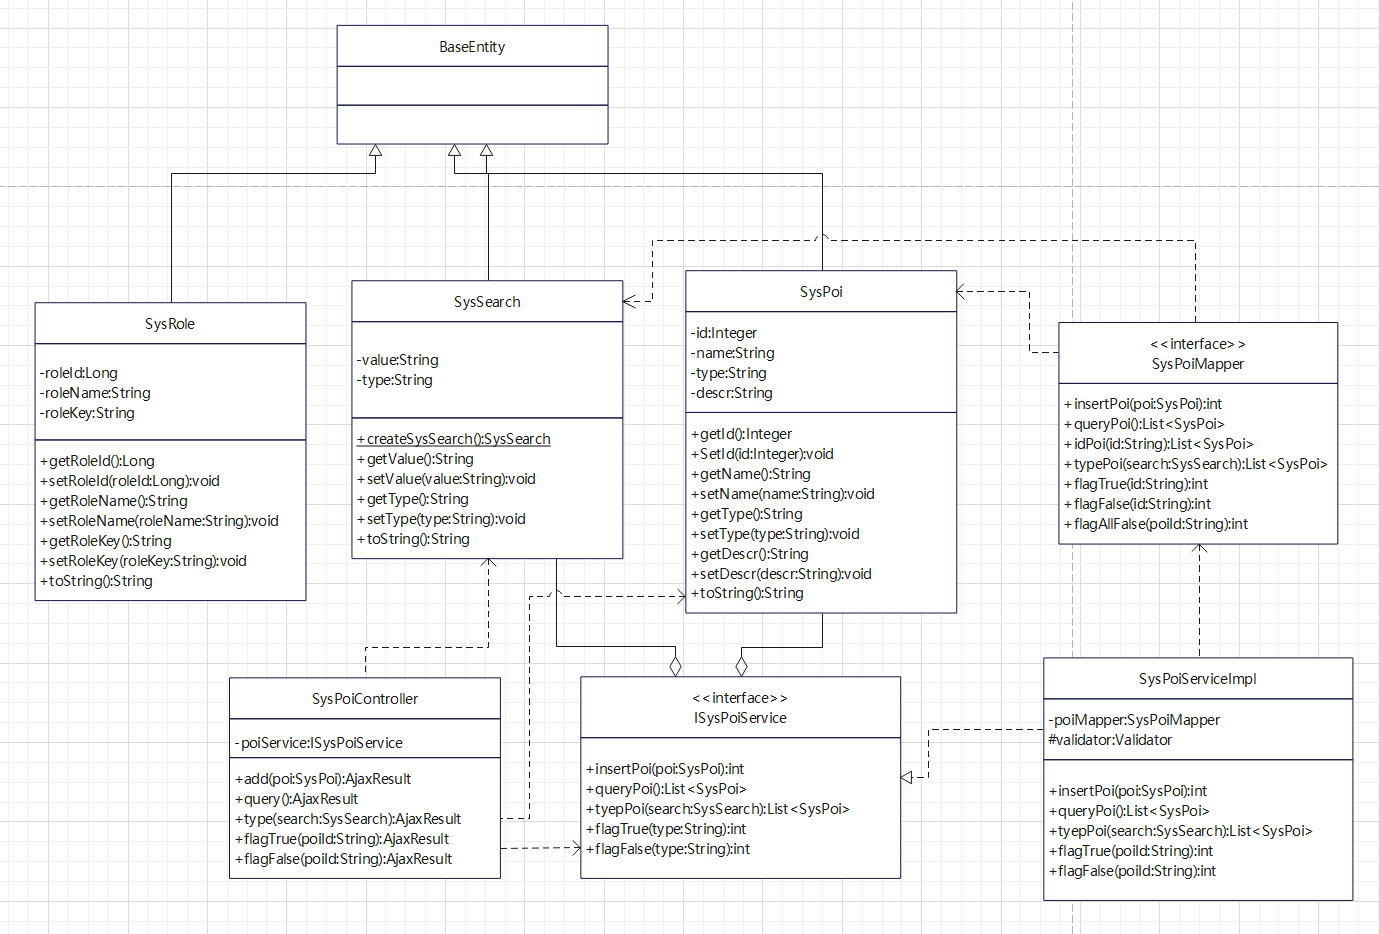 BaseEntity
SysRole
-roleId:Long
-roleName:String
-roleKey:String
+getRoleId():Long
+setRoleId(roleId:Long):void
+getRoleName():String
+setRoleName(roleName:String):void
+getRoleKey():String
+setRoleKey(roleKey:String):void
+toString():String
SysSearch
-value:String
-type:String
+createSysSearch():SysSearch
+getValue():String
+setValue(value:String):void
+getType():String
+setType(type:String):void
+toString():String
SysPoi
-id:Integer
-name:String
-type:String
-descr:String
+getId():Integer
+SetId(id:Integer):void
+getName():String
+setName(name:String):void
+getType():String
+setType(type:String):void
+getDescr():String
+setDescr(descr:String):void
+toString():String
<<interface>>
SysPoiMapper
+insertPoi(poi:SysPoi):int
+queryPoi():List<SysPoi>
+idPoi(id:String):List<SysPoi>
+typePoi(search:SysSearch):List<SysPoi>
+flagTrue(id:String):int
+flagFalse(id:String):int
+flagAllFalse(poiId:String):int
SysPoiController
-poiService:ISysPoiService
+add(poi:SysPoi):AjaxResult
+query():AjaxResult
+type(search:SysSearch):AjaxResult
+flagTrue(poiId:String):AjaxResult
+flagFalse(poiId:String):AjaxResult
<<interface>>
ISysPoiService
+insertPoi(poi:SysPoi):int
+queryPoi():List<SysPoi>
+tyepPoi(search:SysSearch):List<SysPoi>
+flagTrue(type:String):int
+flagFalse(type:String):int
SysPoiServiceImpl
-poiMapper:SysPoiMapper
#validator:Validator
+insertPoi(poi:SysPoi):int
+queryPoi():List<SysPoi>
+tyepPoi(search:SysSearch):List<SysPoi>
+flagTrue(poiId:String):int
+flagFalse(poiId:String):int